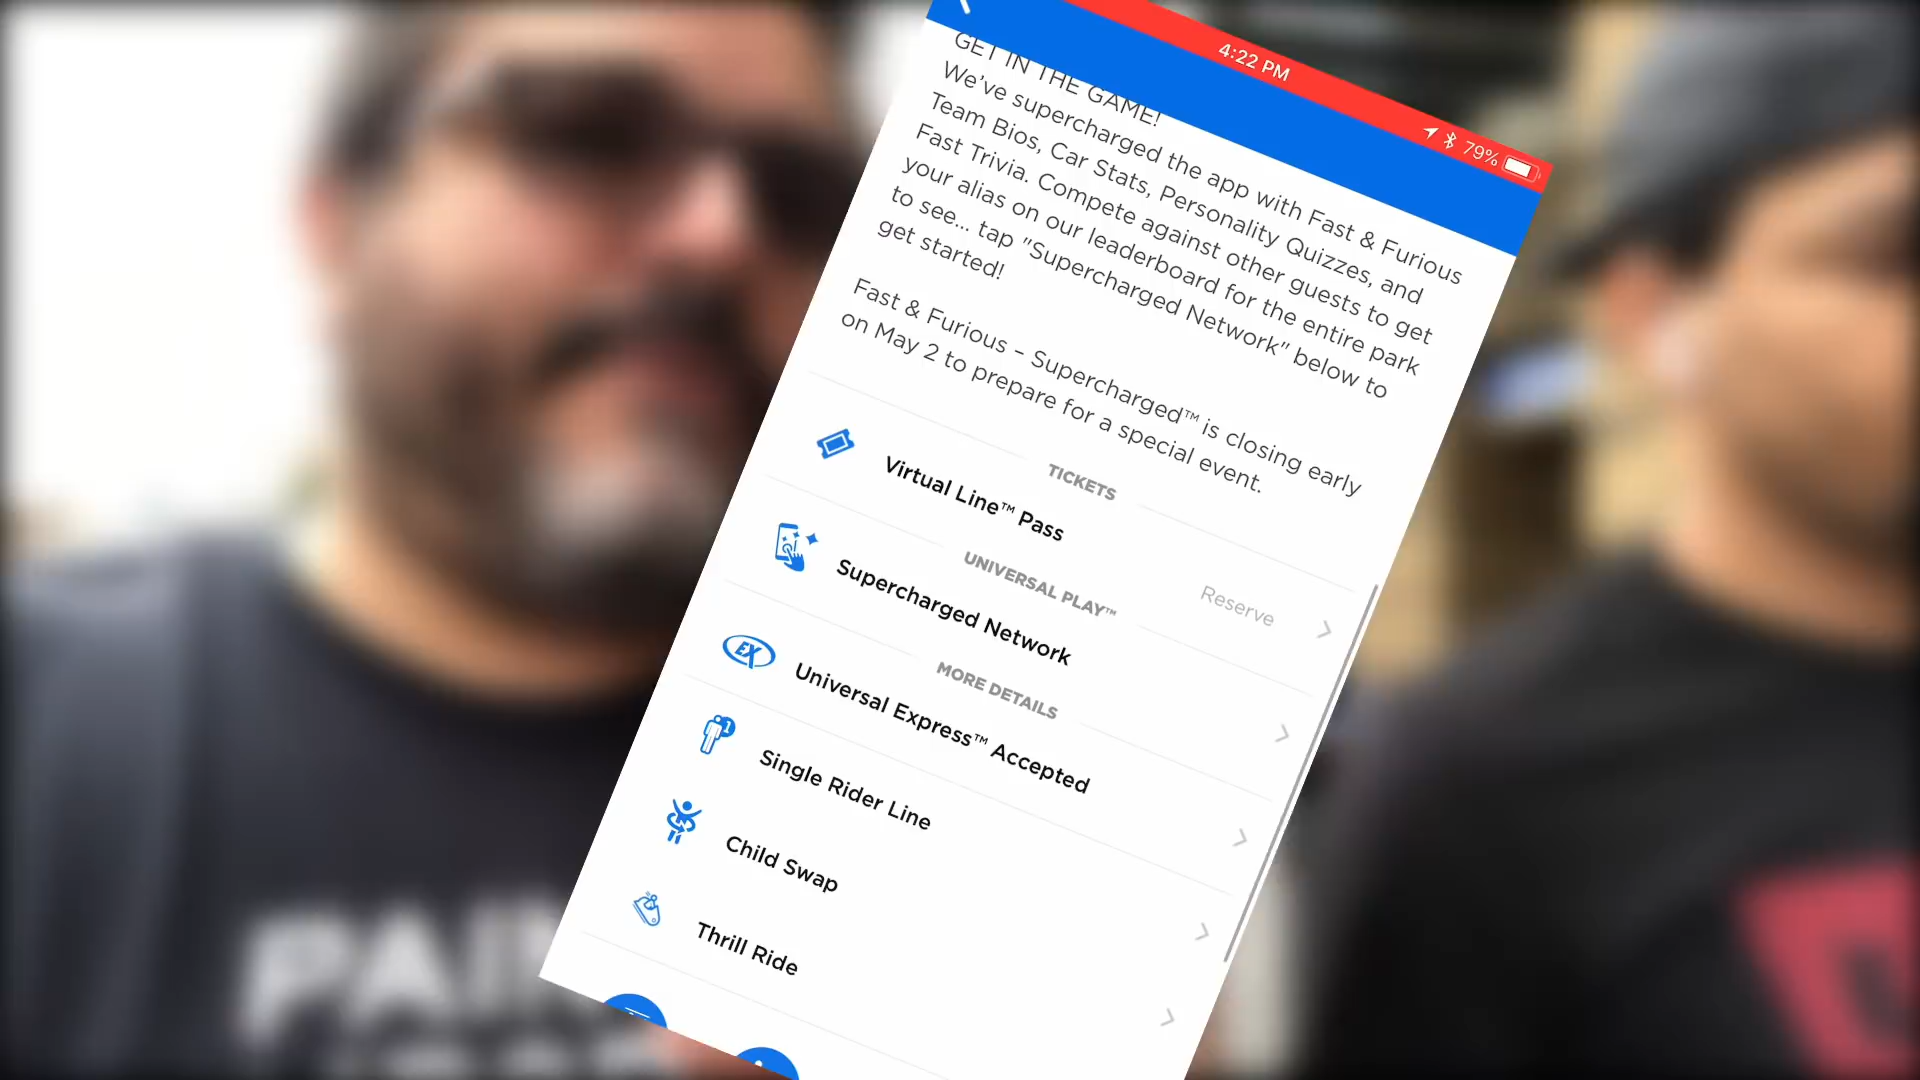 4:22 PM
79%
GET IN THE GAME!
We've supercharged the app with Fast & Furious
Team Bios, Car Stats, Personality Quizzes, and
Fast Trivia. Compete against other guests to get
your alias on our leaderboard for the entire park
to see... tap "Supercharged Network" below to
get started!
Fast & Furious – Supercharged™ is closing early
on May 2 to prepare for a special event.
TICKETS
Virtual Line™ Pass
Reserve
UNIVERSAL PLAY™
Supercharged Network
MORE DETAILS
EX
Universal Express™ Accepted
1
Single Rider Line
Child Swap
Thrill Ride